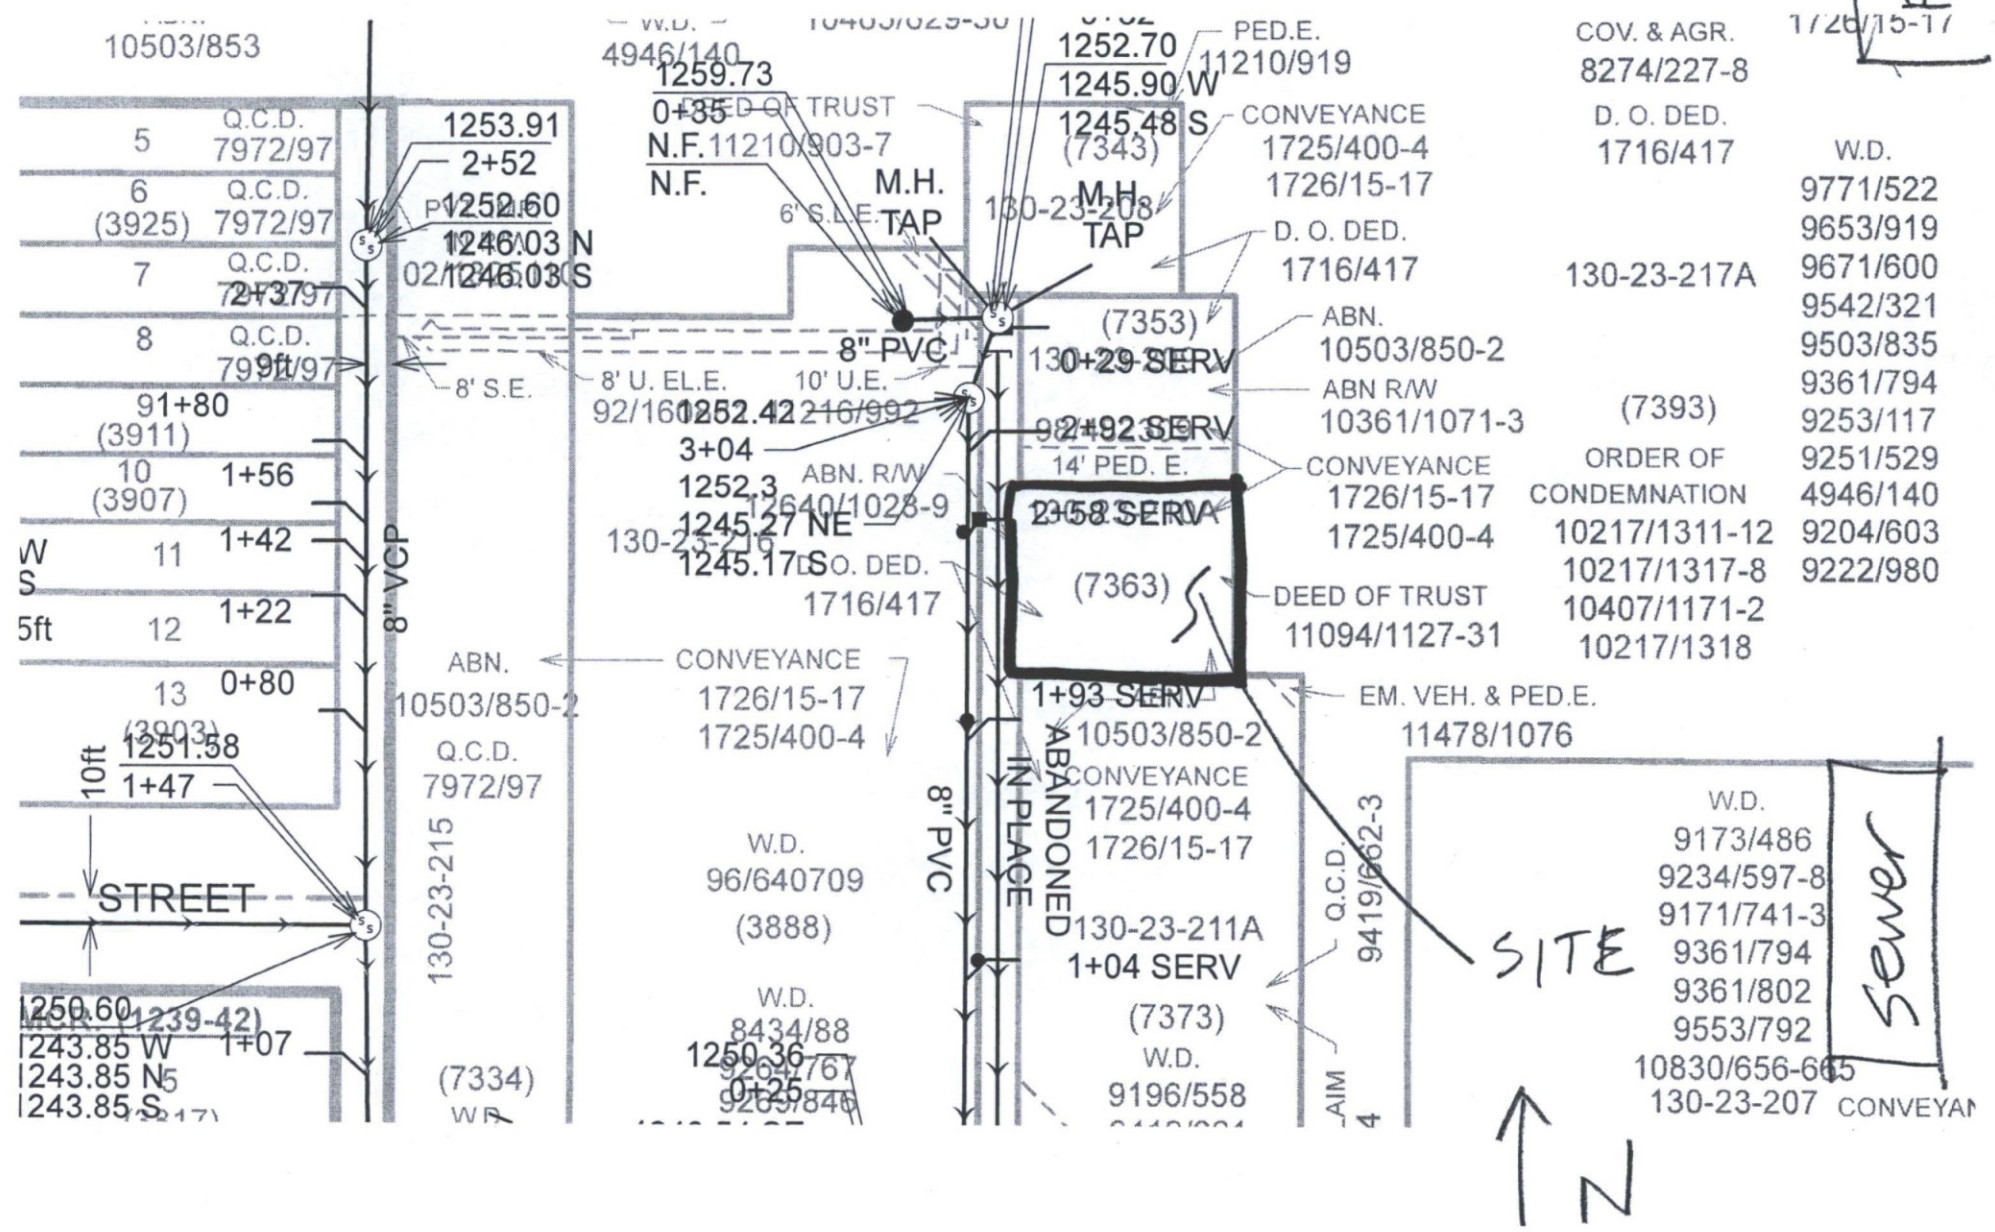 10503/853
5
Q.C.D.
7972/97
6
(3925)
Q.C.D.
7972/97
7
Q.C.D.
2+37
8
Q.C.D.
9ft
9
1+80
(3911)
10
(3907)
1+56
11
1+42
W
S
12
1+22
5ft
13
0+80
(3903)
1251.58
1+47
10ft
STREET
1250.60
MCR. (1239-42)
1243.85 W
1243.85 N
1243.85 S
5
1+07
1253.91
2+52
1252.60
1246.03 N
1246.03 S
8" VCP
8' S.E.
ABN.
10503/850-2
Q.C.D.
7972/97
130-23-215
(7334)
W.D.
4946/140
1259.73
0+35
DEED OF TRUST
N.F.
11210/903-7
N.F.
6' S.L.E.
M.H.
TAP
8" PVC
8' U. EL.E.
10' U.E.
1252.42
3+04
1252.3
1245.27 NE
1245.17 S
ABN. R/W
12640/1028-9
130-23-216
D. O. DED.
1716/417
CONVEYANCE
1726/15-17
1725/400-4
W.D.
96/640709
(3888)
W.D.
8434/88
1250.36
0+25
8" PVC
IN PLACE
ABANDONED
1252.70
1245.90 W
1245.48 S
(7343)
130-23-208
M.H.
TAP
(7353)
0+29 SERV
2+92 SERV
14' PED. E.
2+58 SERV
(7363)
1+93 SERV
10503/850-2
CONVEYANCE
1725/400-4
1726/15-17
130-23-211A
1+04 SERV
(7373)
W.D.
9196/558
PED.E.
11210/919
CONVEYANCE
1725/400-4
1726/15-17
D. O. DED.
1716/417
ABN.
10503/850-2
ABN R/W
10361/1071-3
CONVEYANCE
1726/15-17
1725/400-4
DEED OF TRUST
11094/1127-31
EM. VEH. & PED.E.
11478/1076
Q.C.D.
9419/662-3
COV. & AGR.
8274/227-8
D. O. DED.
1716/417
130-23-217A
(7393)
ORDER OF
CONDEMNATION
10217/1311-12
10217/1317-8
10407/1171-2
10217/1318
1726/15-17
W.D.
9771/522
9653/919
9671/600
9542/321
9503/835
9361/794
9253/117
9251/529
4946/140
9204/603
9222/980
W.D.
9173/486
9234/597-8
9171/741-3
9361/794
9361/802
9553/792
10830/656-665
130-23-207
SITE
Sewer
N